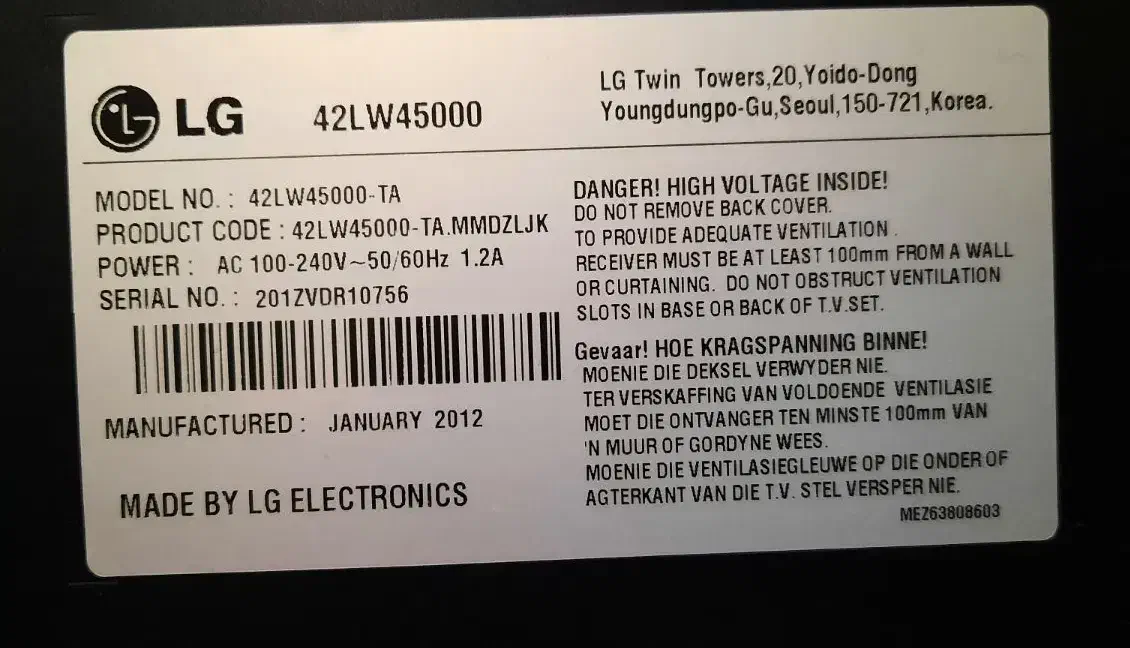 LG
42LW45000
LG Twin Towers,20,Yoido-Dong
Youngdungpo-Gu,Seoul,150-721,Korea.
MODEL NO. : 42LW45000-TA
PRODUCT CODE : 42LW45000-TA.MMDZLJK
POWER : AC 100-240V~50/60Hz 1.2A
SERIAL NO. : 201ZVDR10756
MANUFACTURED : JANUARY 2012
MADE BY LG ELECTRONICS
DANGER! HIGH VOLTAGE INSIDE!
DO NOT REMOVE BACK COVER.
TO PROVIDE ADEQUATE VENTILATION .
RECEIVER MUST BE AT LEAST 100mm FROM A WALL
OR CURTAINING. DO NOT OBSTRUCT VENTILATION
SLOTS IN BASE OR BACK OF T.V.SET.
Gevaar! HOE KRAGSPANNING BINNE!
MOENIE DIE DEKSEL VERWYDER NIE.
TER VERSKAFFING VAN VOLDOENDE VENTILASIE
MOET DIE ONTVANGER TEN MINSTE 100mm VAN
'N MUUR OF GORDYNE WEES.
MOENIE DIE VENTILASIEGLEUWE OP DIE ONDER OF
AGTERKANT VAN DIE T.V. STEL VERSPER NIE.
MEZ63808603